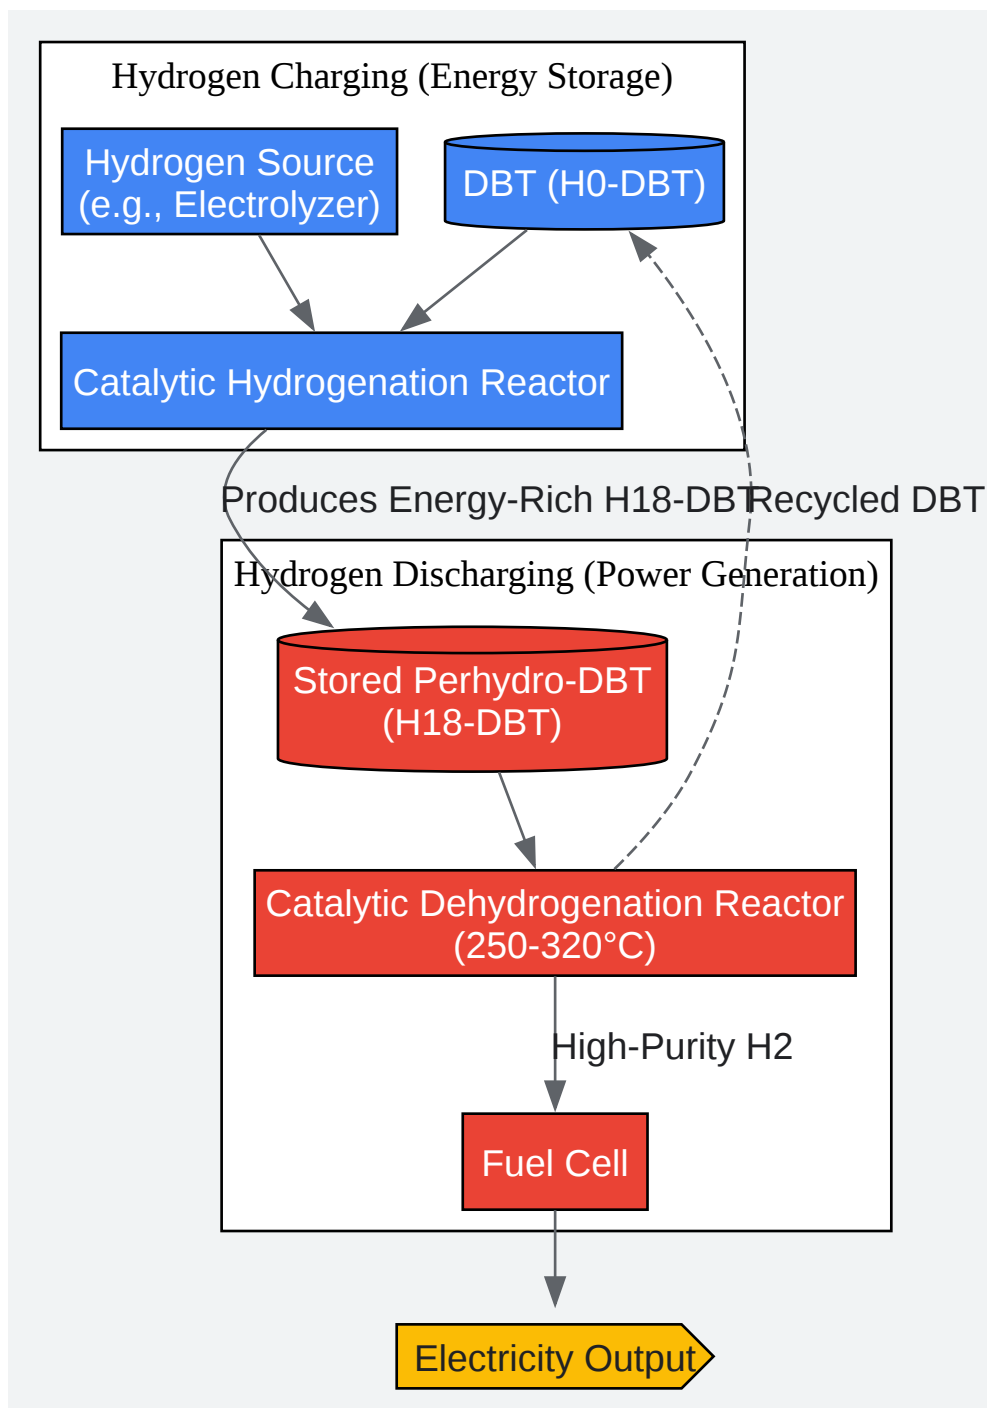 Hydrogen Charging (Energy Storage)
Hydrogen Source
(e.g., Electrolyzer)
DBT (H0-DBT)
Catalytic Hydrogenation Reactor
Produces Energy-Rich H18-DBT
Recycled DBT
Hydrogen Discharging (Power Generation)
Stored Perhydro-DBT
(H18-DBT)
Catalytic Dehydrogenation Reactor
(250-320°C)
High-Purity H2
Fuel Cell
Electricity Output